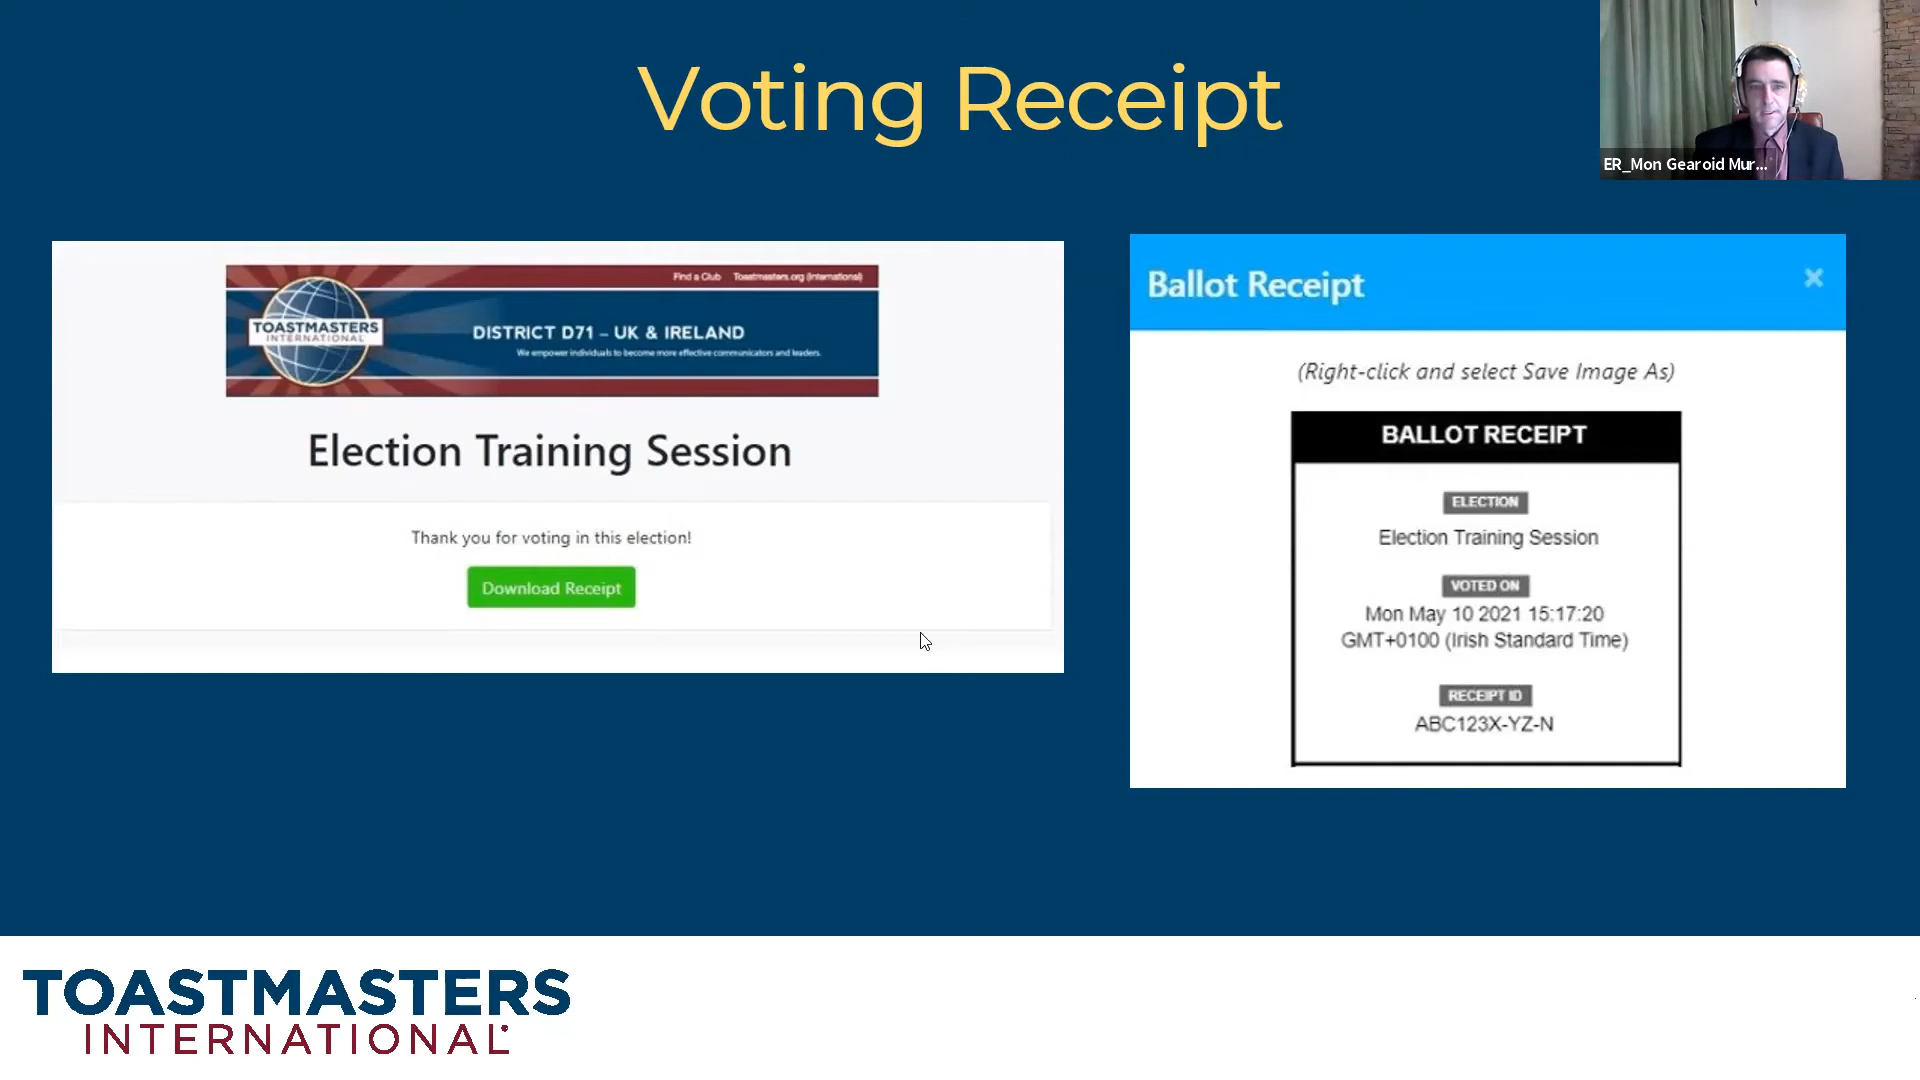 Voting Receipt
ER_Mon Gearoid Mur...
Find a Club Toastmasters.org (International)
TOASTMASTERS
INTERNATIONAL
DISTRICT D71 – UK & IRELAND
We empower individuals to become more effective communicators and leaders.
Election Training Session
Thank you for voting in this election!
Download Receipt
Ballot Receipt
(Right-click and select Save Image As)
BALLOT RECEIPT
ELECTION
Election Training Session
VOTED ON
Mon May 10 2021 15:17:20
GMT+0100 (Irish Standard Time)
RECEIPT ID
ABC123X-YZ-N
TOASTMASTERS
INTERNATIONAL